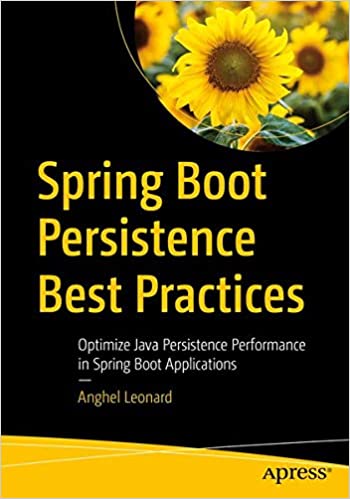 Spring Boot
Persistence
Best Practices
Optimize Java Persistence Performance
in Spring Boot Applications
—
Anghel Leonard
Apress®